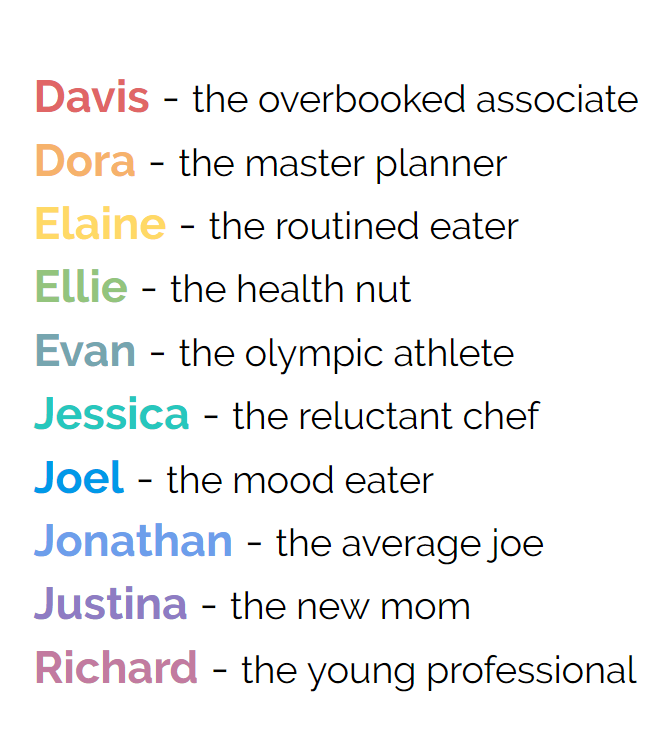 Davis - the overbooked associate
Dora - the master planner
Elaine - the routined eater
Ellie - the health nut
Evan - the olympic athlete
Jessica - the reluctant chef
Joel - the mood eater
Jonathan - the average joe
Justina - the new mom
Richard - the young professional